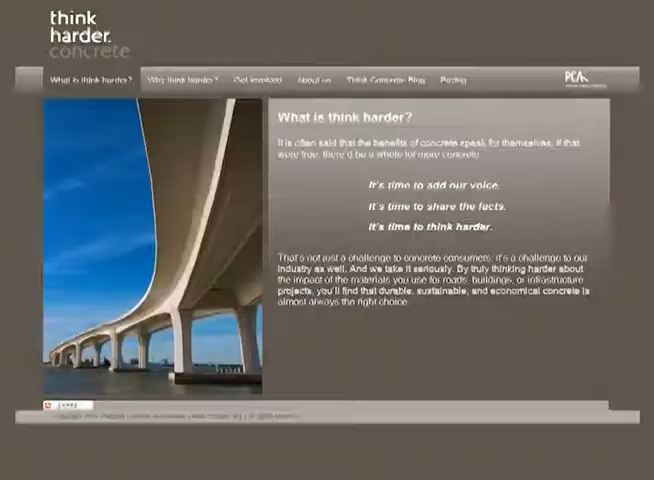 think
harder.
concrete
What is think harder? Why think harder? Get involved About us Think Concrete Blog Paving
PCA
What is think harder?
It is often said that the benefits of concrete speak for themselves. If that
were true, there'd be a whole lot more concrete.
It's time to add our voice.
It's time to share the facts.
It's time to think harder.
That's not just a challenge to concrete consumers. It's a challenge to our
industry as well. And we take it seriously. By truly thinking harder about
the impact of the materials you use for roads, buildings, or infrastructure
projects, you'll find that durable, sustainable, and economical concrete is
almost always the right choice.
SHARE